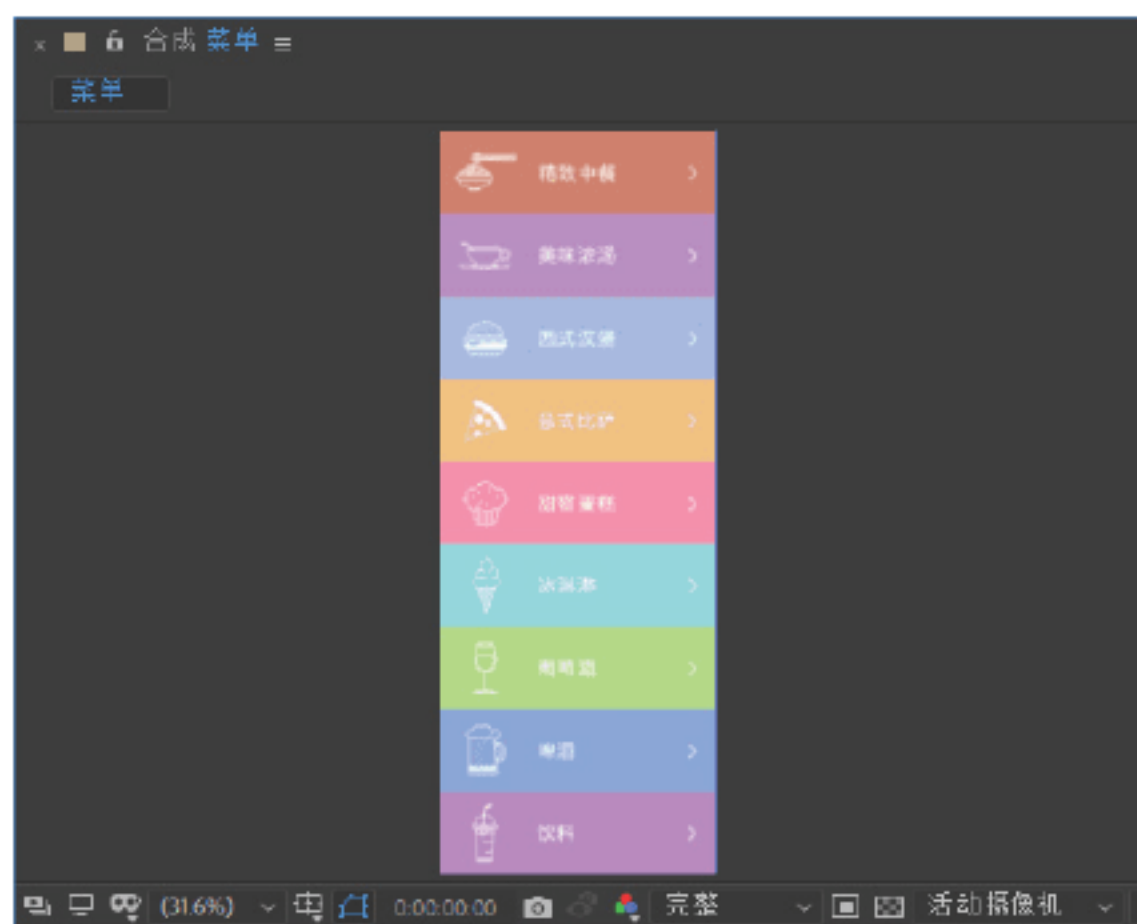 × 合成 菜单 ≡
菜单
精致中餐
美味浓汤
西式汉堡
意式比萨
甜甜蛋糕
冰淇淋
葡萄酒
啤酒
饮料
(31.6%) 0:00:00:00 完整 活动摄像机